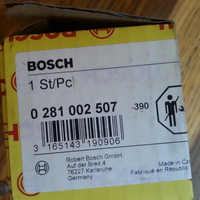 BOSCH
BOSCH
1 St/Pc
0 281 002 507
-390
3 165143 190906
Robert Bosch GmbH
Auf der Breit 4
76227 Karlsruhe
Germany
Made in
Fabriqué en